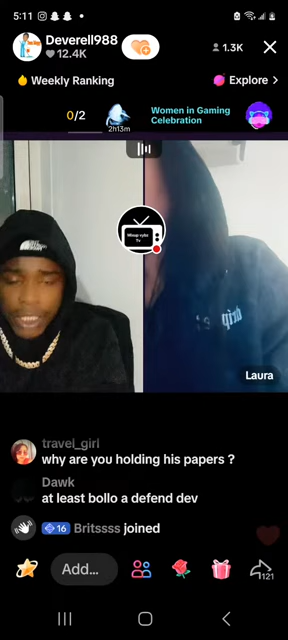 5:11
Deverell988
12.4K
1.3K
Weekly Ranking
Explore >
0/2
2h13m
Women in Gaming
Celebration
Tv
Laura
travel_girl
why are you holding his papers ?
Dawk
at least bollo a defend dev
16 Britssss joined
Add...
121